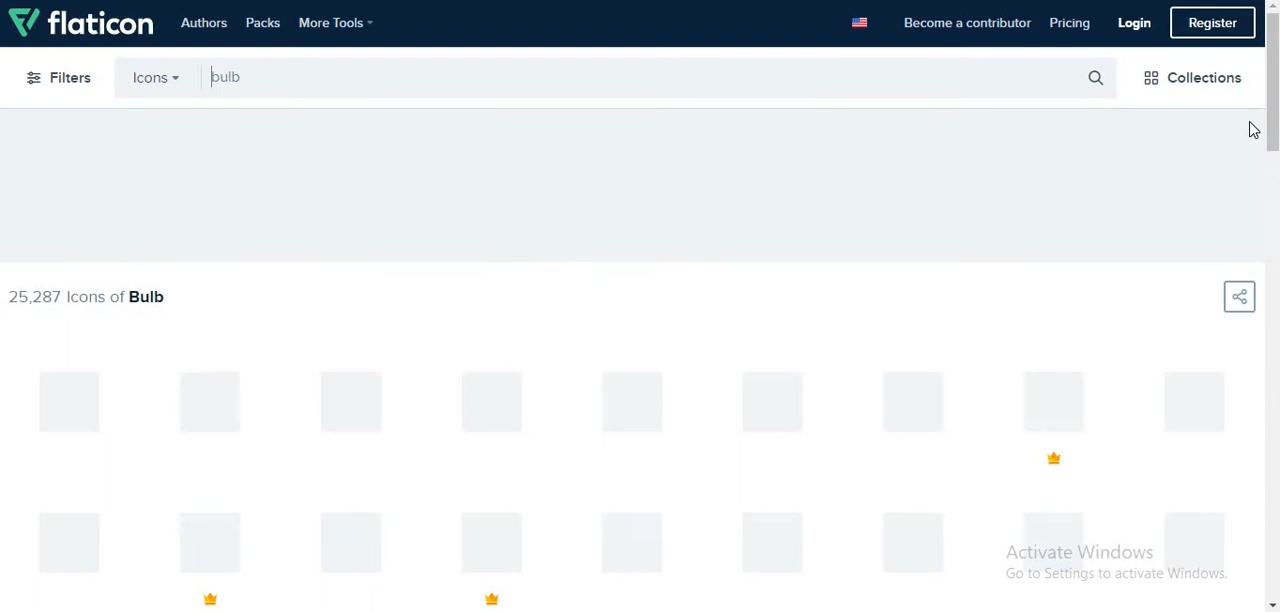 flaticon Authors Packs More Tools Become a contributor Pricing Login Register
Filters Icons bulb Collections
25,287 Icons of Bulb
Activate Windows
Go to Settings to activate Windows.